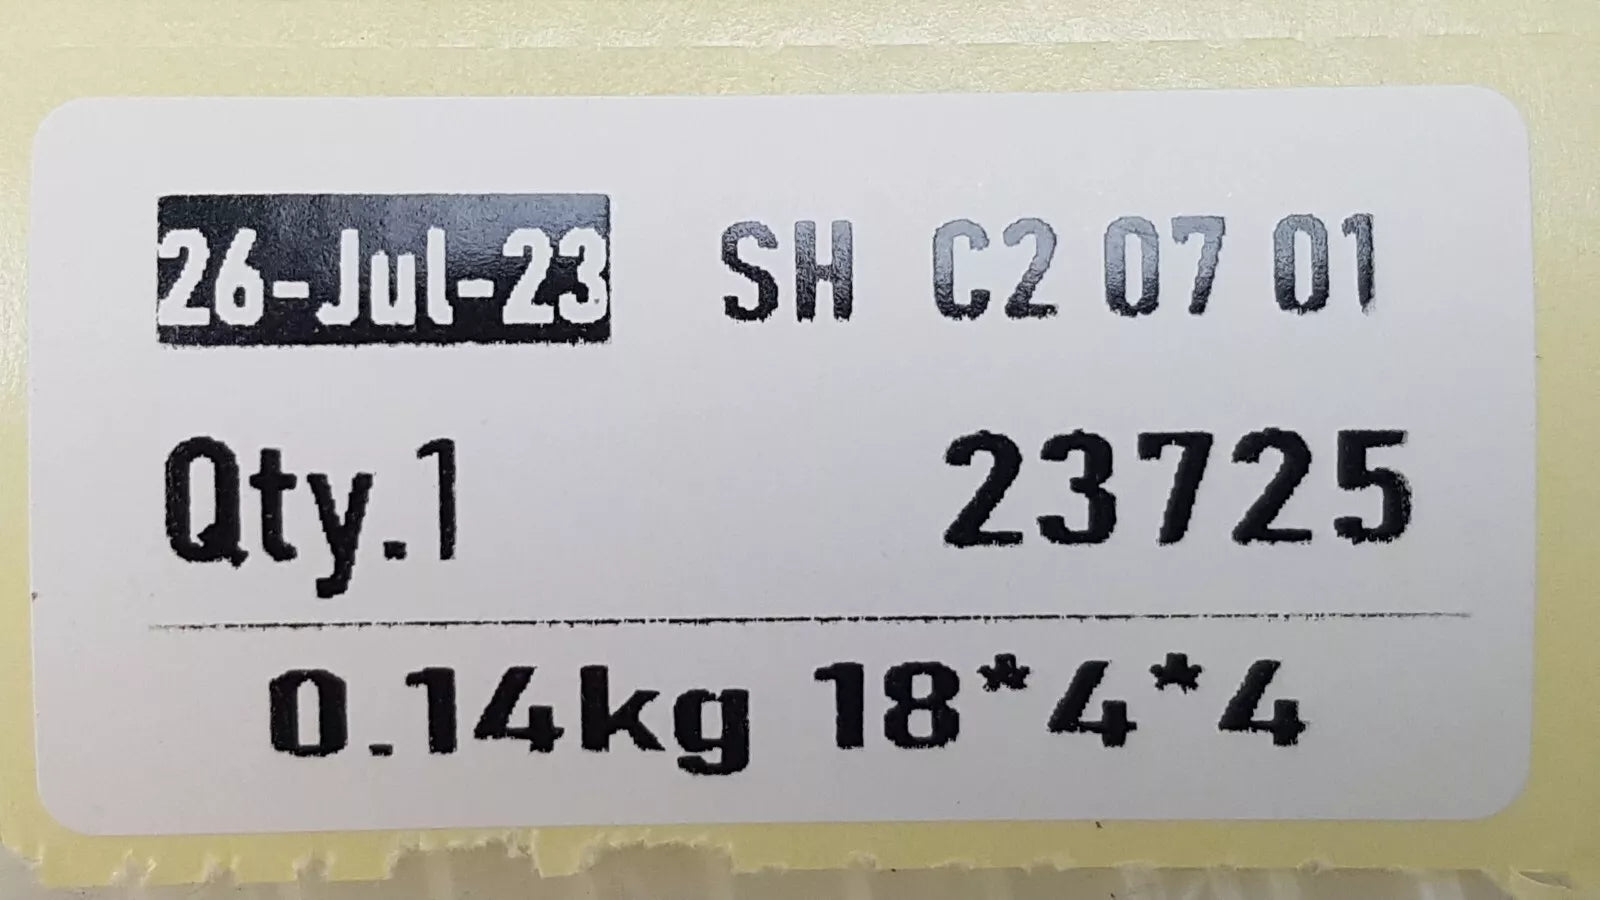 26-Jul-23 SH C2 07 01
Qty.1 23725
0.14kg 18*4*4